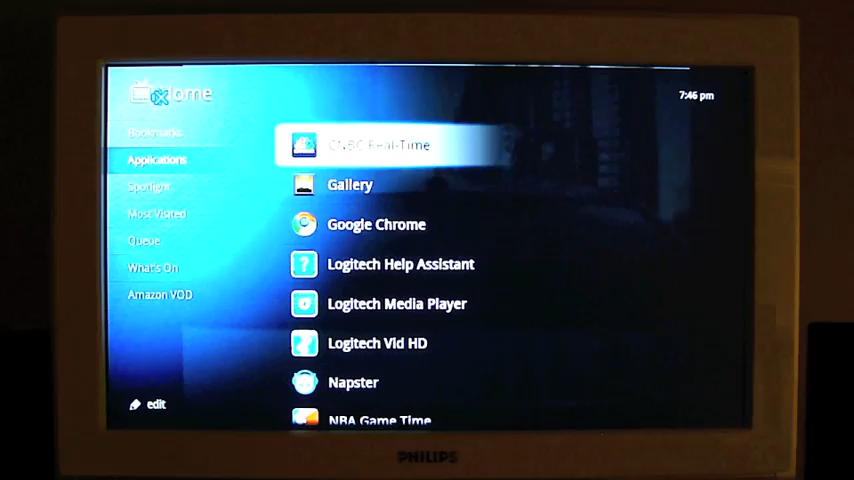 Home
7:46 pm
Bookmarks
Applications
Spotlight
Most Visited
Queue
What's On
Amazon VOD
edit
CNBC Real-Time
Gallery
Google Chrome
Logitech Help Assistant
Logitech Media Player
Logitech Vid HD
Napster
NBA Game Time
PHILIPS